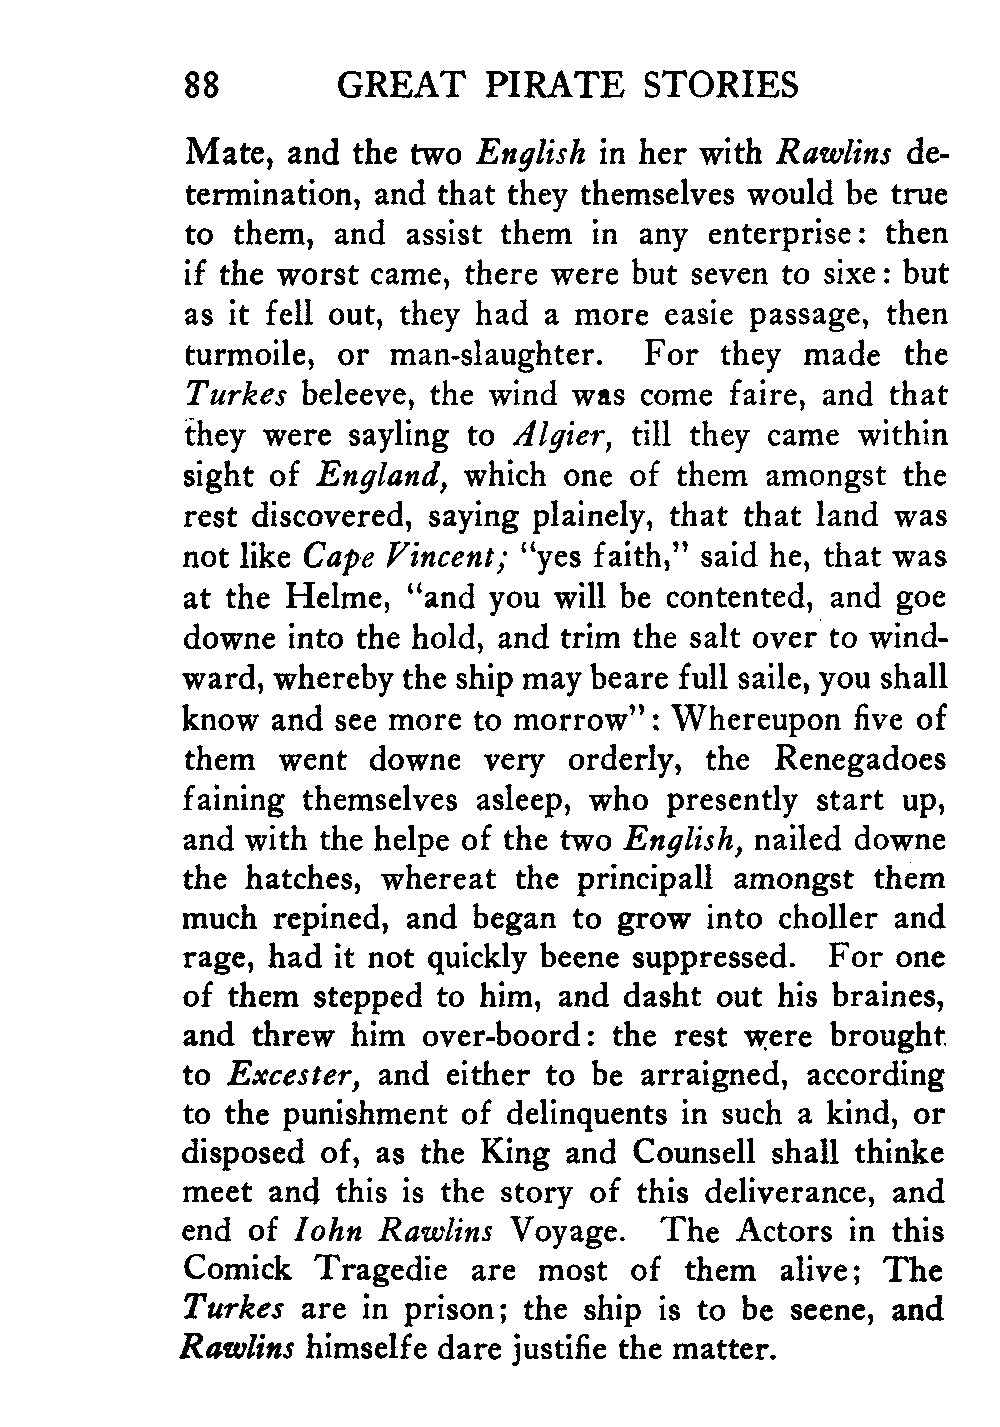 88 GREAT PIRATE STORIES
Mate, and the two English in her with Rawlins de-
termination, and that they themselves would be true
to them, and assist them in any enterprise: then
if the worst came, there were but seven to sixe: but
as it fell out, they had a more easie passage, then
turmoile, or man-slaughter. For they made the
Turkes beleeve, the wind was come faire, and that
they were sayling to Algier, till they came within
sight of England, which one of them amongst the
rest discovered, saying plainely, that that land was
not like Cape Vincent; “yes faith,” said he, that was
at the Helme, “and you will be contented, and goe
downe into the hold, and trim the salt over to wind-
ward, whereby the ship may beare full saile, you shall
know and see more to morrow”: Whereupon five of
them went downe very orderly, the Renegadoes
faining themselves asleep, who presently start up,
and with the helpe of the two English, nailed downe
the hatches, whereat the principall amongst them
much repined, and began to grow into choller and
rage, had it not quickly beene suppressed. For one
of them stepped to him, and dasht out his braines,
and threw him over-boord: the rest were brought
to Excester, and either to be arraigned, according
to the punishment of delinquents in such a kind, or
disposed of, as the King and Counsell shall thinke
meet and this is the story of this deliverance, and
end of Iohn Rawlins Voyage. The Actors in this
Comick Tragedie are most of them alive; The
Turkes are in prison; the ship is to be seene, and
Rawlins himselfe dare justifie the matter.